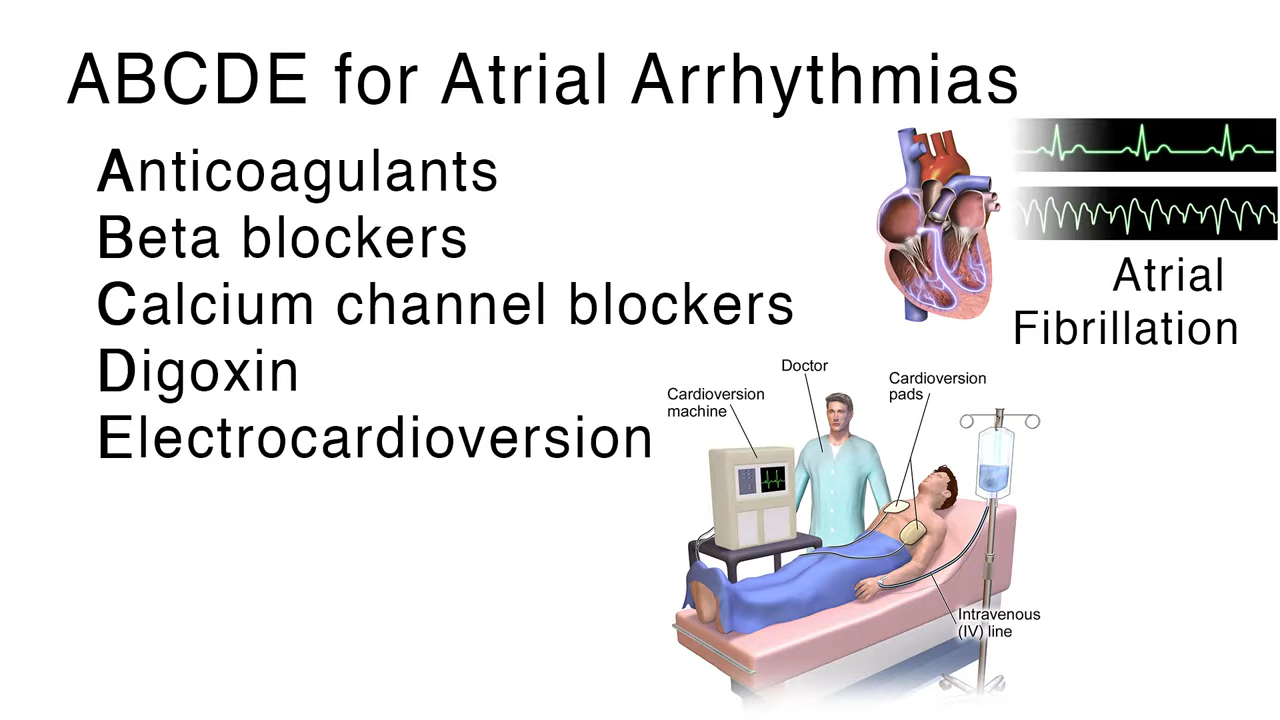 ABCDE for Atrial Arrhythmias
Anticoagulants
Beta blockers
Calcium channel blockers
Digoxin
Electrocardioversion
Atrial
Fibrillation
Doctor
Cardioversion
machine
Cardioversion
pads
Intravenous
(IV) line